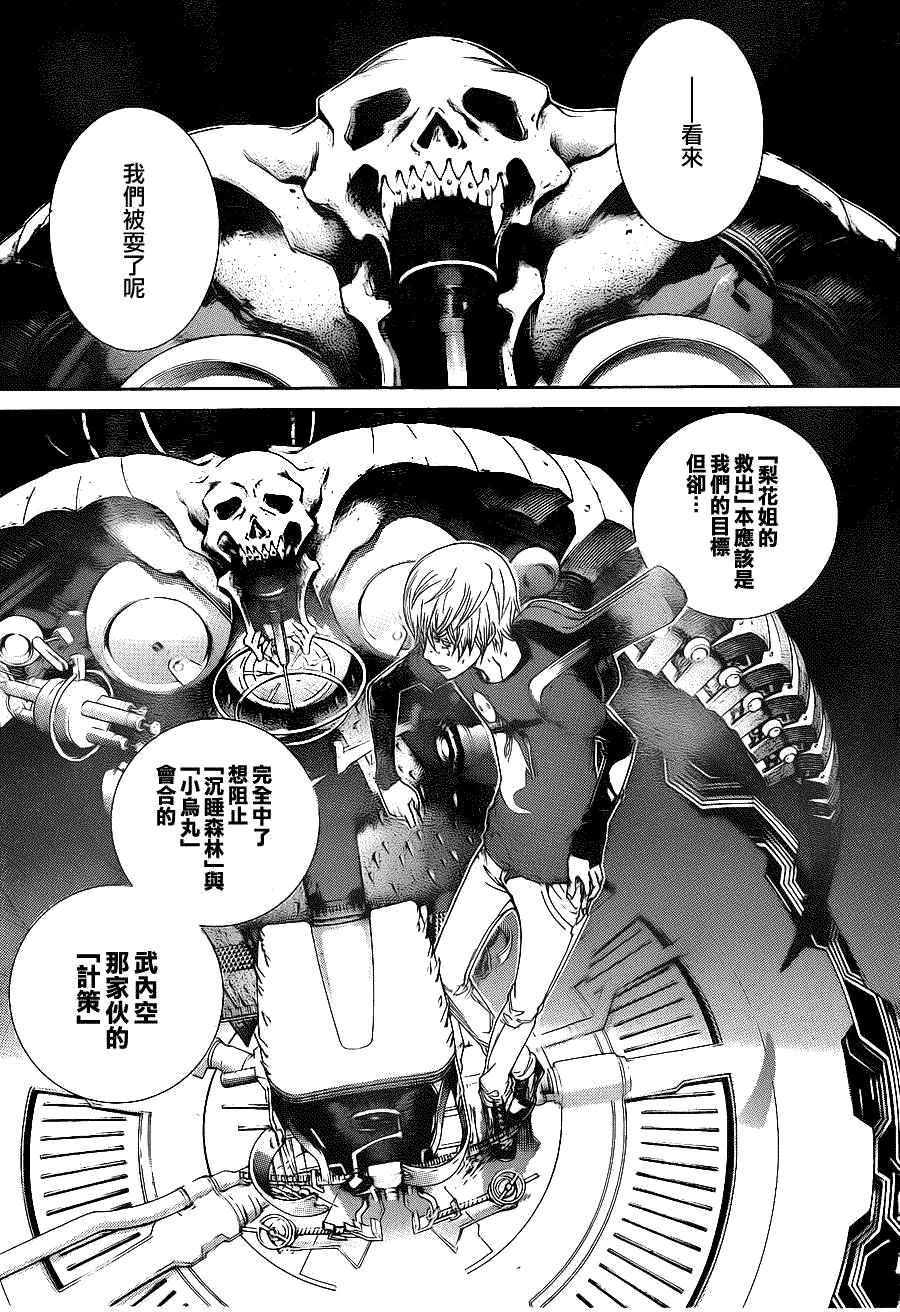 ——看來
我們被耍了呢
「梨花姐的
救出」本應該是
我們的目標
但卻…
完全中了
想阻止
「沉睡森林」與
「小烏丸」
會合的
武內空
那家伙的
「計策」